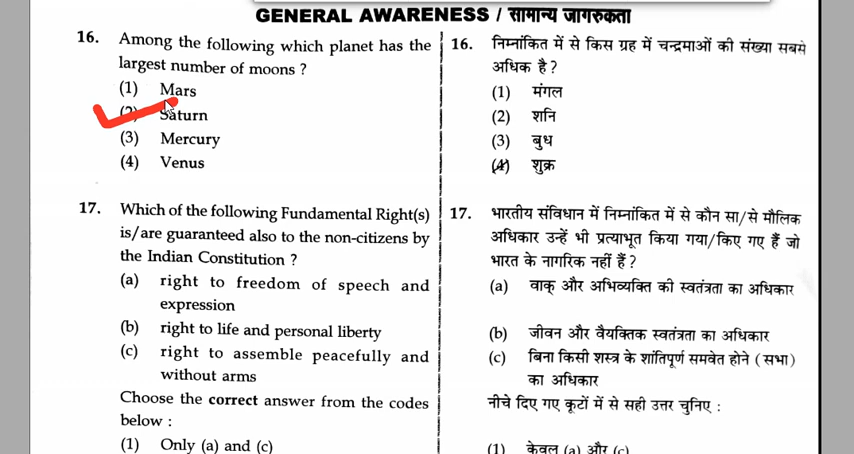 GENERAL AWARENESS / सामान्य जागरुकता
16. Among the following which planet has the
largest number of moons ?
(1) Mars
(2) Saturn
(3) Mercury
(4) Venus
17. Which of the following Fundamental Right(s)
is/are guaranteed also to the non-citizens by
the Indian Constitution ?
(a) right to freedom of speech and
expression
(b) right to life and personal liberty
(c) right to assemble peacefully and
without arms
Choose the correct answer from the codes
below :
(1) Only (a) and (c)
16. निम्नांकित में से किस ग्रह में चन्द्रमाओं की संख्या सबसे
अधिक है ?
(1) मंगल
(2) शनि
(3) बुध
(4) शुक्र
17. भारतीय संविधान में निम्नांकित में से कौन सा/से मौलिक
अधिकार उन्हें भी प्रत्याभूत किया गया/किए गए हैं जो
भारत के नागरिक नहीं हैं ?
(a) वाक् और अभिव्यक्ति की स्वतंत्रता का अधिकार
(b) जीवन और वैयक्तिक स्वतंत्रता का अधिकार
(c) बिना किसी शस्त्र के शांतिपूर्ण समवेत होने (सभा)
का अधिकार
नीचे दिए गए कूटों में से सही उत्तर चुनिए :
(1) केवल (a) और (c)